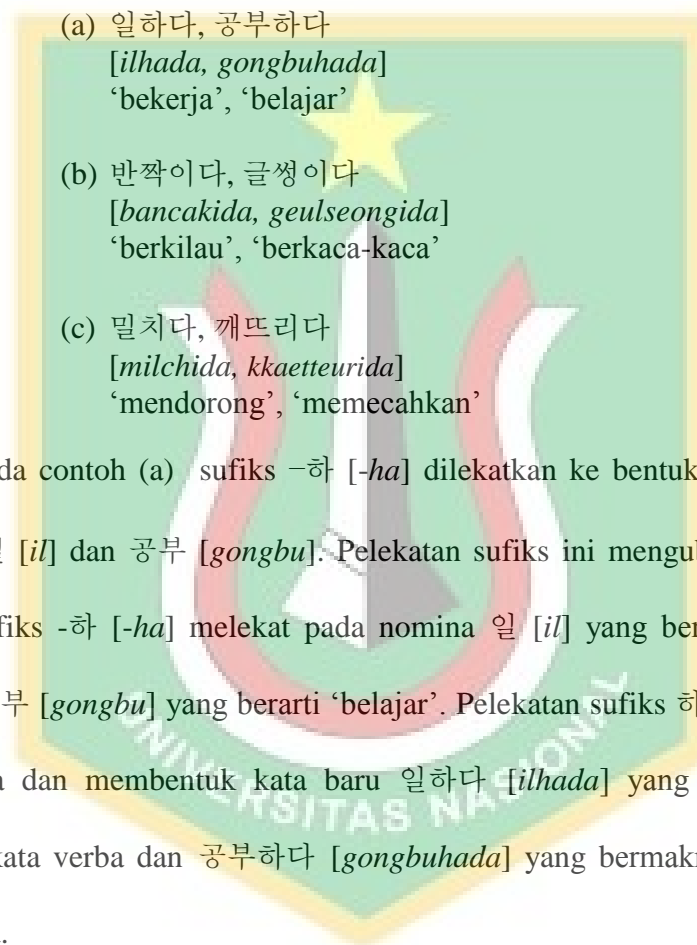 (a) 일하다, 공부하다
[ilhada, gongbuhada]
‘bekerja’, ‘belajar’
(b) 반짝이다, 글썽이다
[bancakida, geulseongida]
‘berkilau’, ‘berkaca-kaca’
(c) 밀치다, 깨뜨리다
[milchida, kkaetteurida]
‘mendorong’, ‘memecahkan’
da contoh (a) sufiks –하 [-ha] dilekatkan ke bentuk
[il] dan 공부 [gongbu]. Pelekatan sufiks ini
fiks -하 [-ha] melekat pada nomina 일 [il] yang
부 [gongbu] yang berarti ‘belajar’. Pelekatan sufiks 하
dan membentuk kata baru 일하다 [ilhada] yang
kata verba dan 공부하다 [gongbuhada] yang
UNIVERSITAS NASIONAL